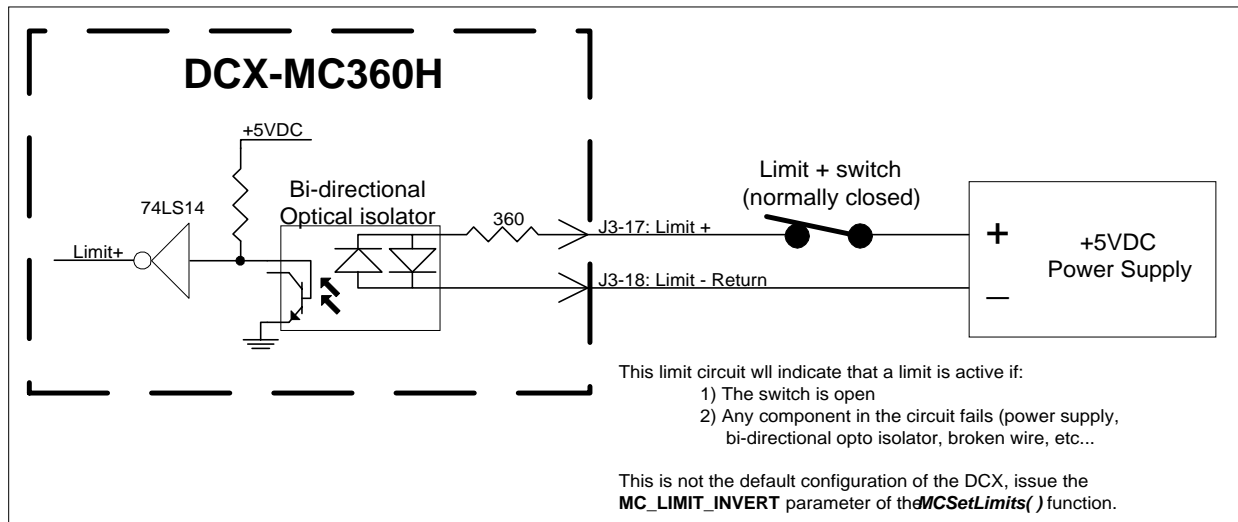 DCX-MC360H
+5VDC
Bi-directional
Optical isolator
74LS14
360
Limit+
J3-17: Limit +
J3-18: Limit - Return
Limit + switch
(normally closed)
+
–
+5VDC
Power Supply
This limit circuit wll indicate that a limit is active if:
1) The switch is open
2) Any component in the circuit fails (power supply,
bi-directional opto isolator, broken wire, etc...
This is not the default configuration of the DCX, issue the
MC_LIMIT_INVERT parameter of theMCSetLimits( ) function.